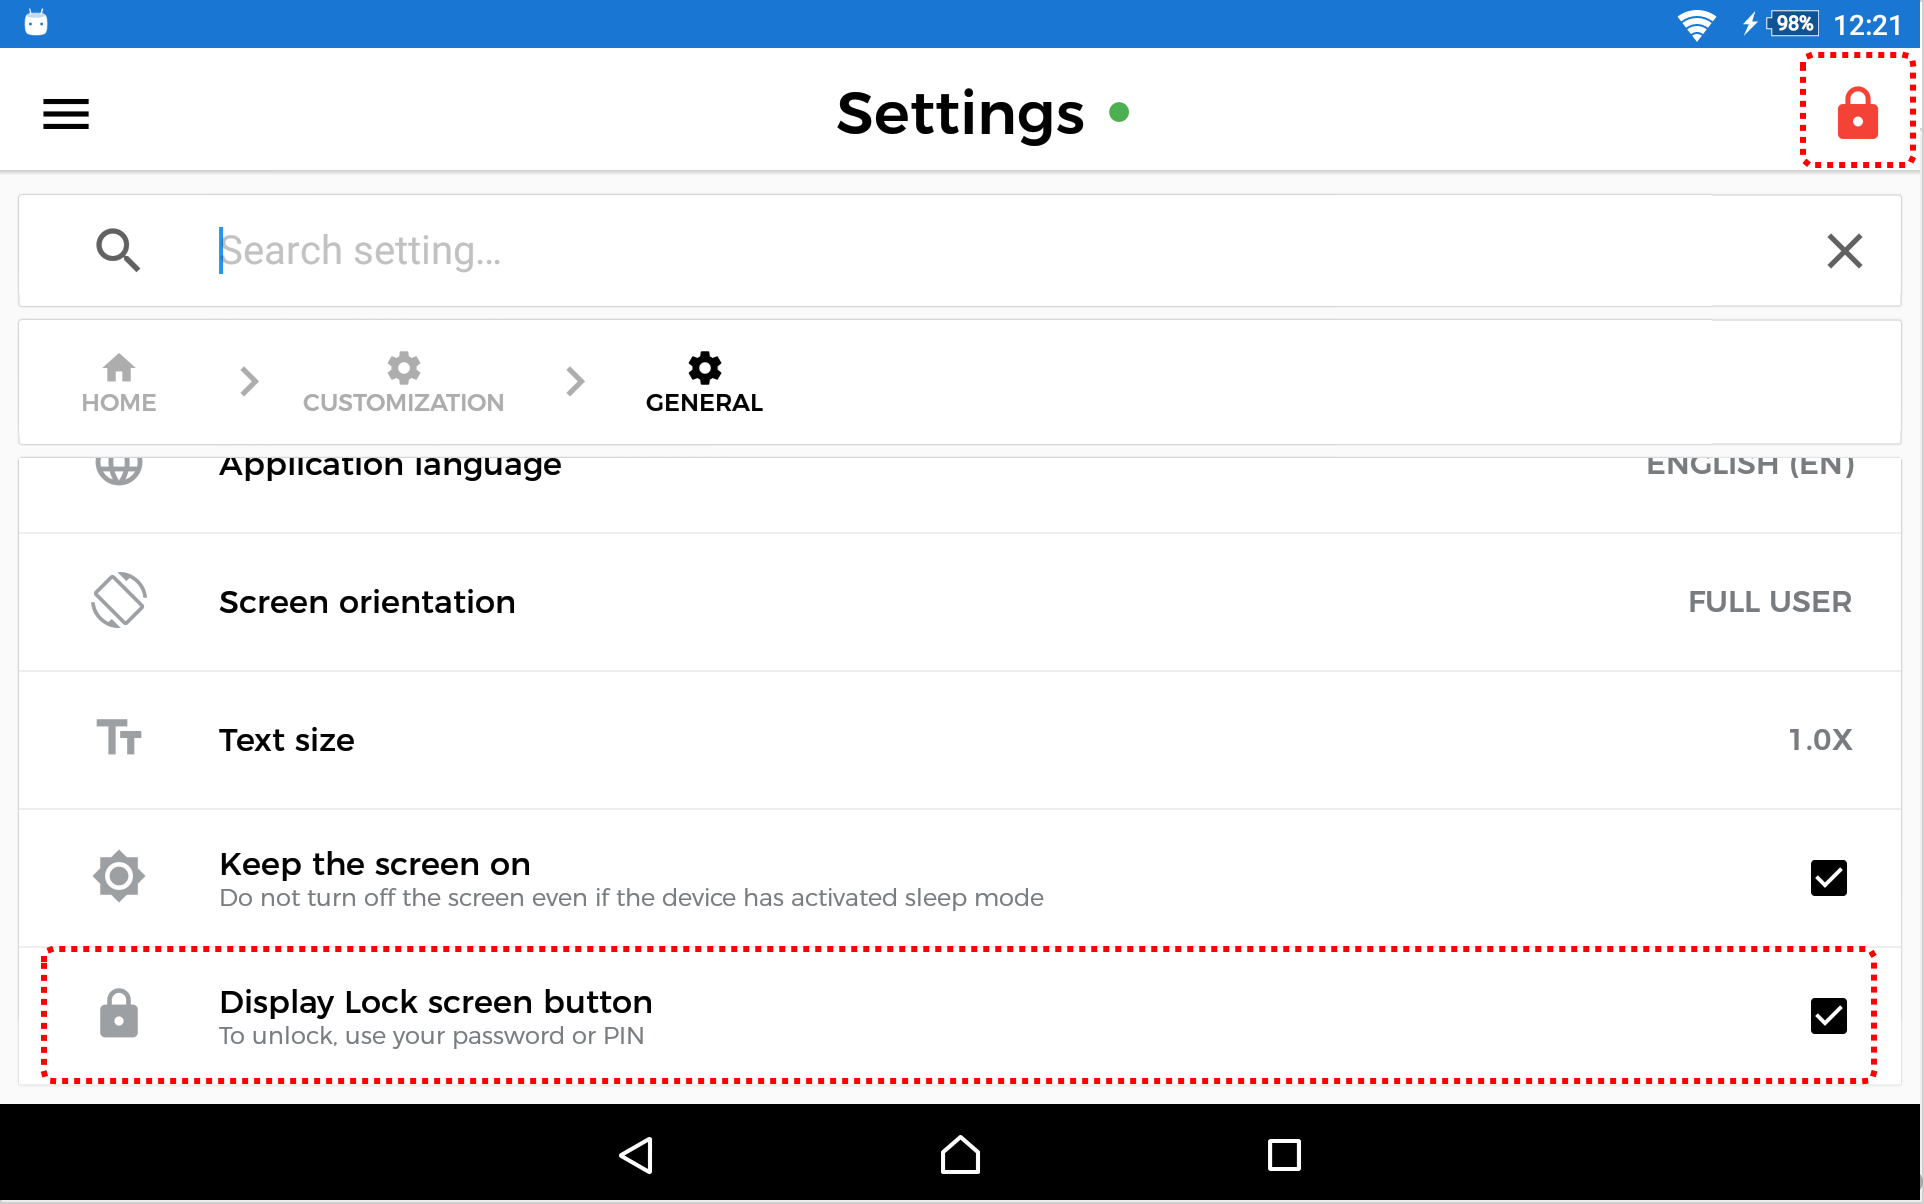 98% 12:21
Settings
Search setting...
HOME CUSTOMIZATION GENERAL
Application language ENGLISH (EN)
Screen orientation FULL USER
Text size 1.0X
Keep the screen on
Do not turn off the screen even if the device has activated sleep mode
Display Lock screen button
To unlock, use your password or PIN